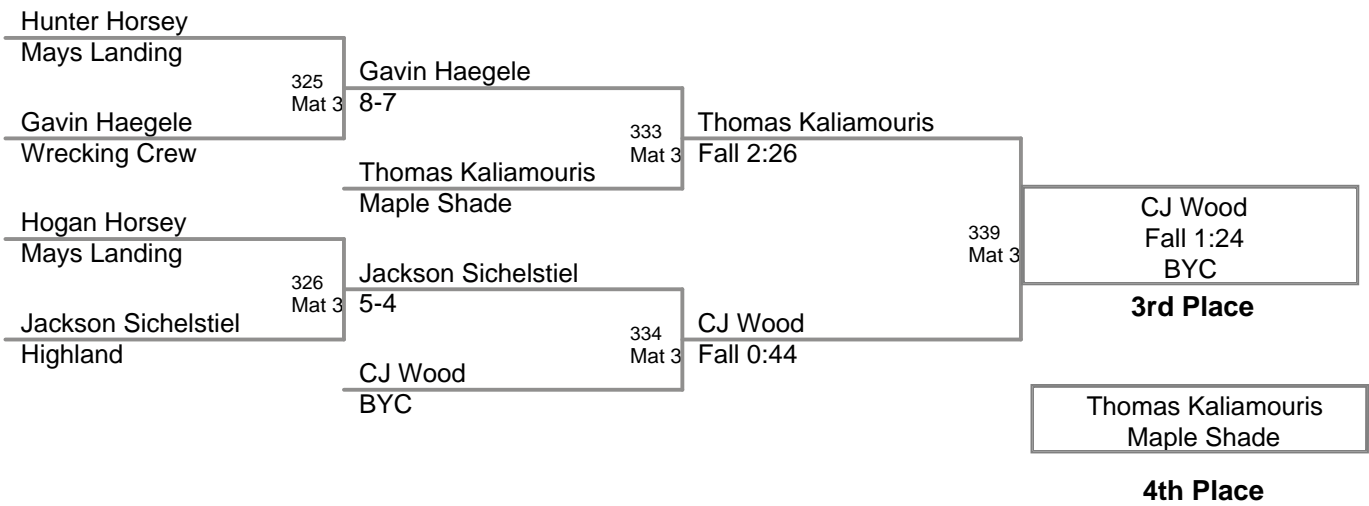 Hunter Horsey
Mays Landing
325
Mat 3
Gavin Haegele
8-7
Gavin Haegele
Wrecking Crew
333
Mat 3
Thomas Kaliamouris
Fall 2:26
Thomas Kaliamouris
Maple Shade
Hogan Horsey
Mays Landing
326
Mat 3
Jackson Sichelstiel
5-4
Jackson Sichelstiel
Highland
334
Mat 3
CJ Wood
Fall 0:44
CJ Wood
BYC
339
Mat 3
CJ Wood
Fall 1:24
BYC
3rd Place
Thomas Kaliamouris
Maple Shade
4th Place